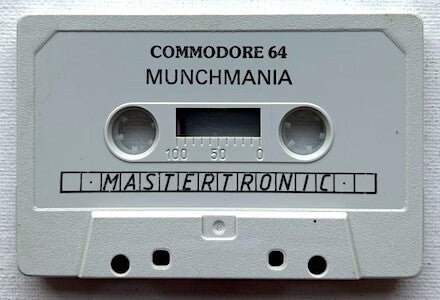 COMMODORE 64
MUNCHMANIA
100 50 0
MASTERTRONIC